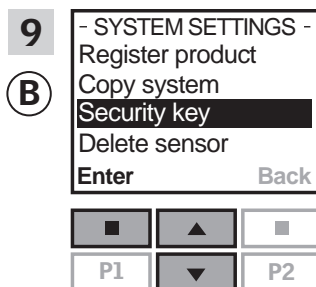 9
B
- SYSTEM SETTINGS -
Register product
Copy system
Security key
Delete sensor
Enter Back
P1 P2